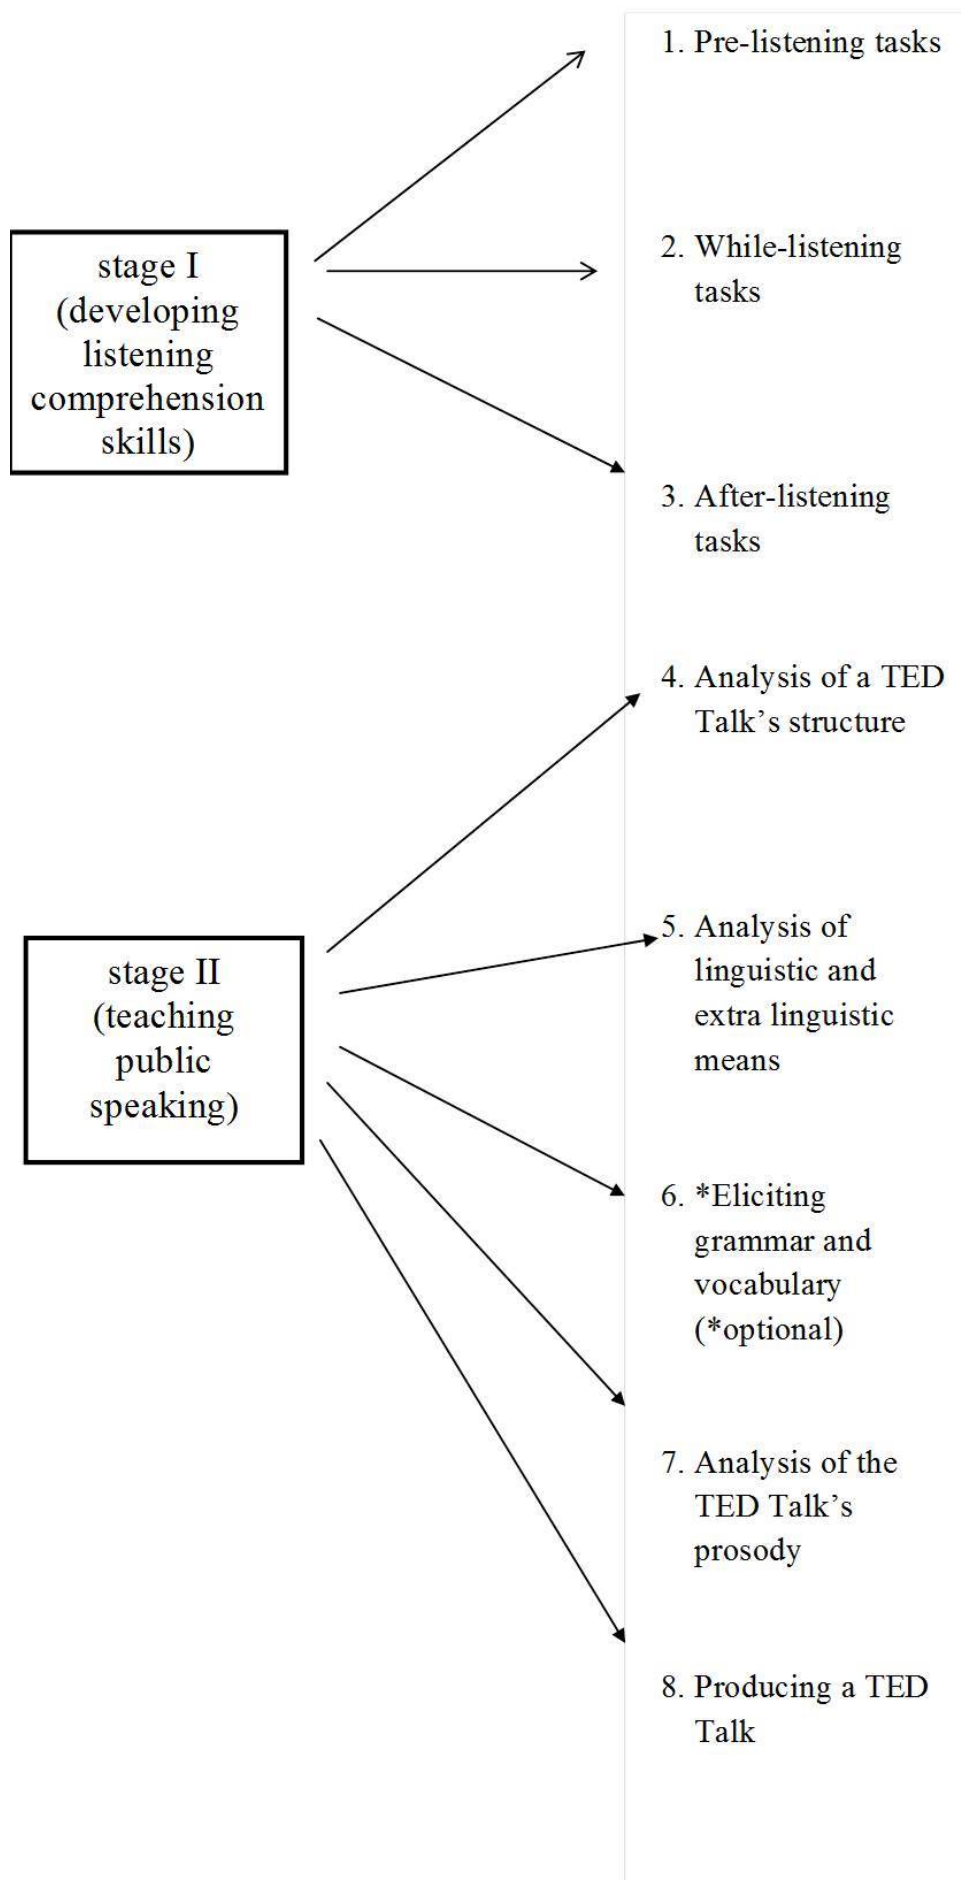 1. Pre-listening tasks
2. While-listening
tasks
stage I
(developing
listening
comprehension
skills)
3. After-listening
tasks
4. Analysis of a TED
Talk’s structure
5. Analysis of
linguistic and
extra linguistic
means
stage II
(teaching
public
speaking)
6. *Eliciting
grammar and
vocabulary
(*optional)
7. Analysis of the
TED Talk’s
prosody
8. Producing a TED
Talk